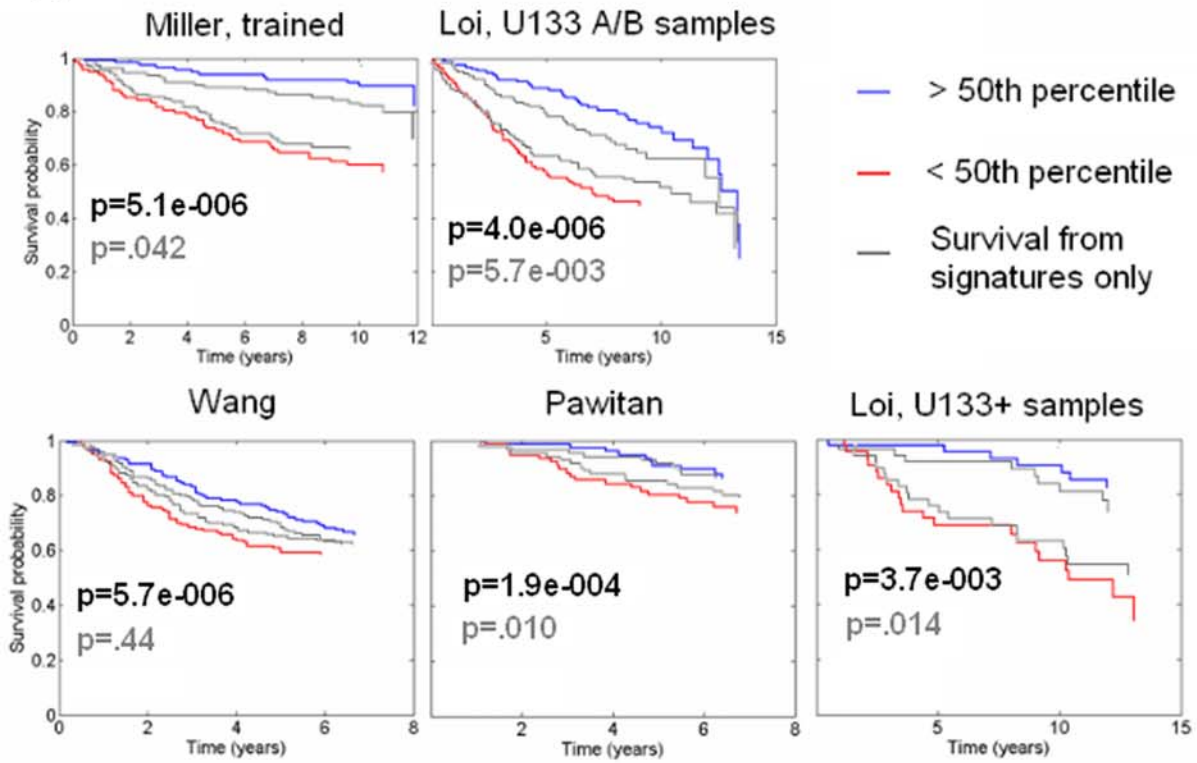 Miller, trained
Loi, U133 A/B samples
> 50th percentile
< 50th percentile
Survival from
signatures only
Survival probability
1
0.8
0.6
0.4
0.2
0
p=5.1e-006
p=.042
0 2 4 6 8 10 12
Time (years)
p=4.0e-006
p=5.7e-003
5 10 15
Time (years)
Wang
Pawitan
Loi, U133+ samples
Survival probability
1
0.8
0.6
0.4
0.2
0
p=5.7e-006
p=.44
0 2 4 6 8
Time (years)
p=1.9e-004
p=.010
2 4 6 8
Time (years)
p=3.7e-003
p=.014
5 10 15
Time (years)